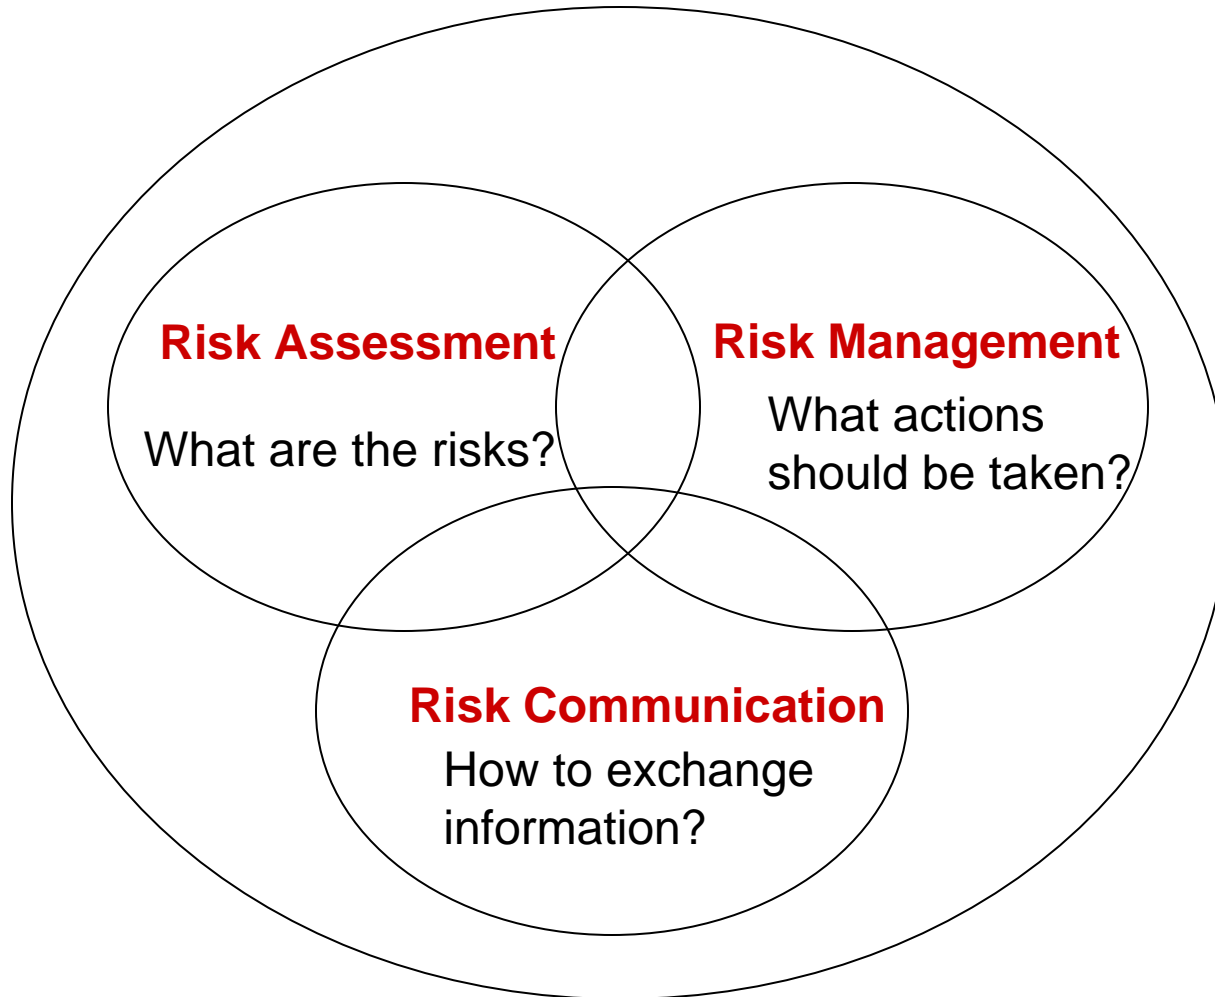 Risk Assessment
What are the risks?
Risk Management
What actions
should be taken?
Risk Communication
How to exchange
information?